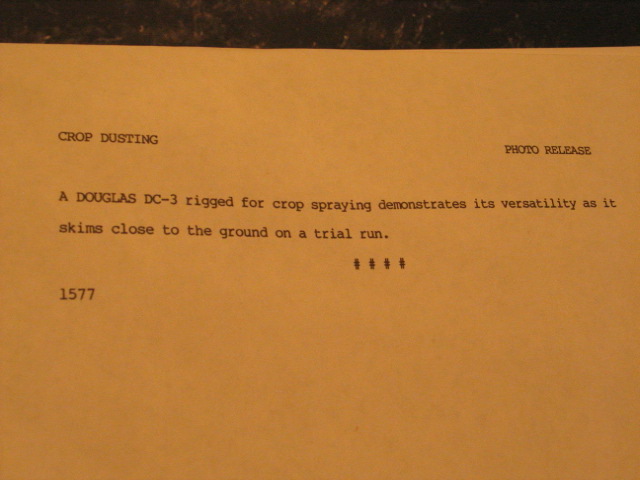 CROP DUSTING
PHOTO RELEASE
A DOUGLAS DC-3 rigged for crop spraying demonstrates its versatility as it
skims close to the ground on a trial run.
# # # #
1577